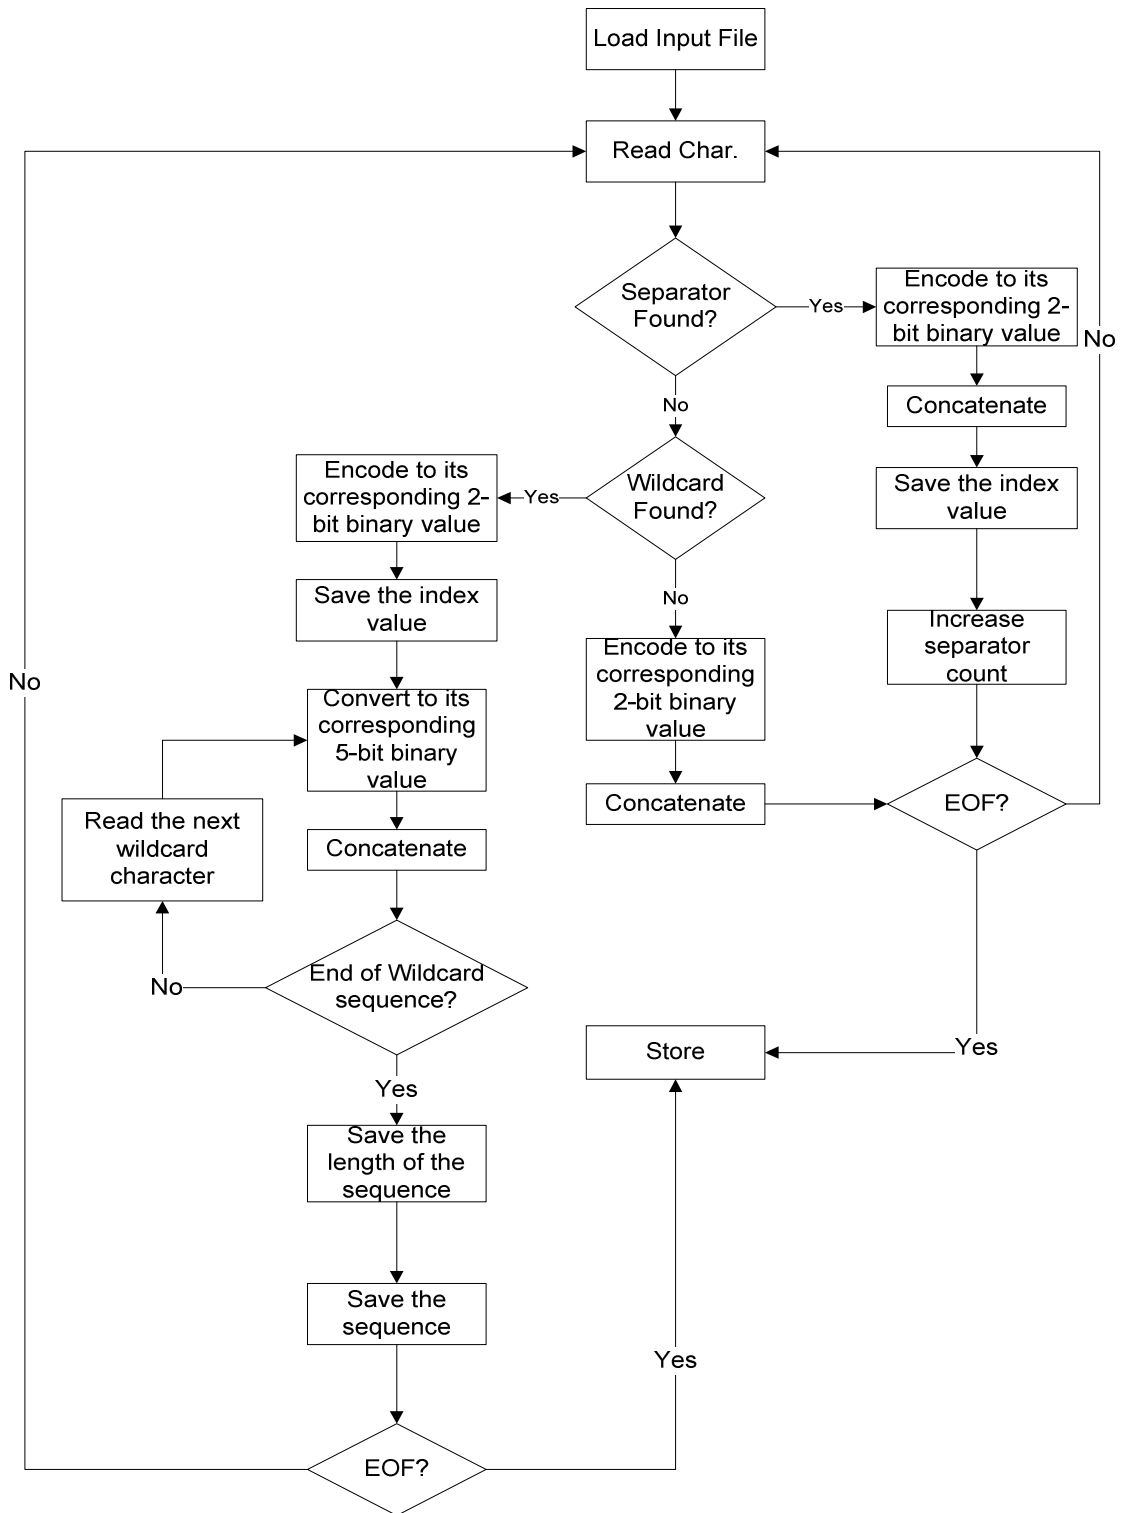 Load Input File
Read Char.
Separator
Found?
Yes
Encode to its
corresponding 2-
bit binary value
No
No
Concatenate
Wildcard
Found?
Yes
Encode to its
corresponding 2-
bit binary value
Save the index
value
Save the index
value
No
Increase
separator
count
Encode to its
corresponding
2-bit binary
value
No
Convert to its
corresponding
5-bit binary
value
Concatenate
EOF?
Read the next
wildcard
character
Concatenate
End of Wildcard
sequence?
No
Store
Yes
Yes
Save the
length of the
sequence
Save the
sequence
Yes
EOF?